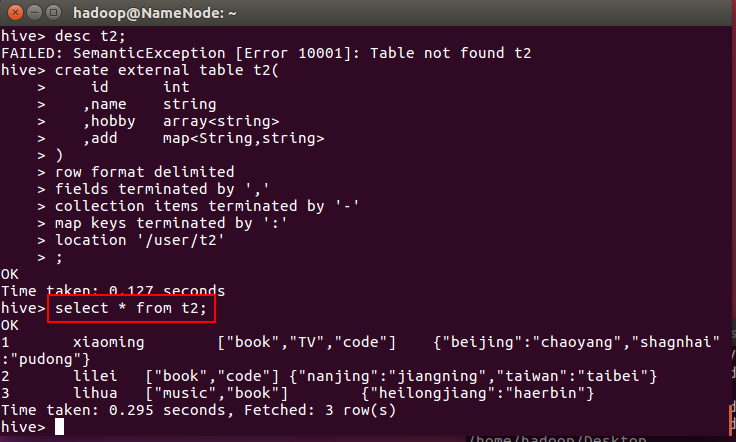 hadoop@NameNode: ~
hive> desc t2;
FAILED: SemanticException [Error 10001]: Table not found t2
hive> create external table t2(
    >     id      int
    >    ,name    string
    >    ,hobby   array<string>
    >    ,add     map<String,string>
    > )
    > row format delimited
    > fields terminated by ','
    > collection items terminated by '-'
    > map keys terminated by ':'
    > location '/user/t2'
    > ;
OK
Time taken: 0.127 seconds
hive> select * from t2;
OK
1       xiaoming        ["book","TV","code"]    {"beijing":"chaoyang","shagnhai"
:"pudong"}
2       lilei   ["book","code"] {"nanjing":"jiangning","taiwan":"taibei"}
3       lihua   ["music","book"]        {"heilongjiang":"haerbin"}
Time taken: 0.295 seconds, Fetched: 3 row(s)
hive>
/home/hadoop/Desktop